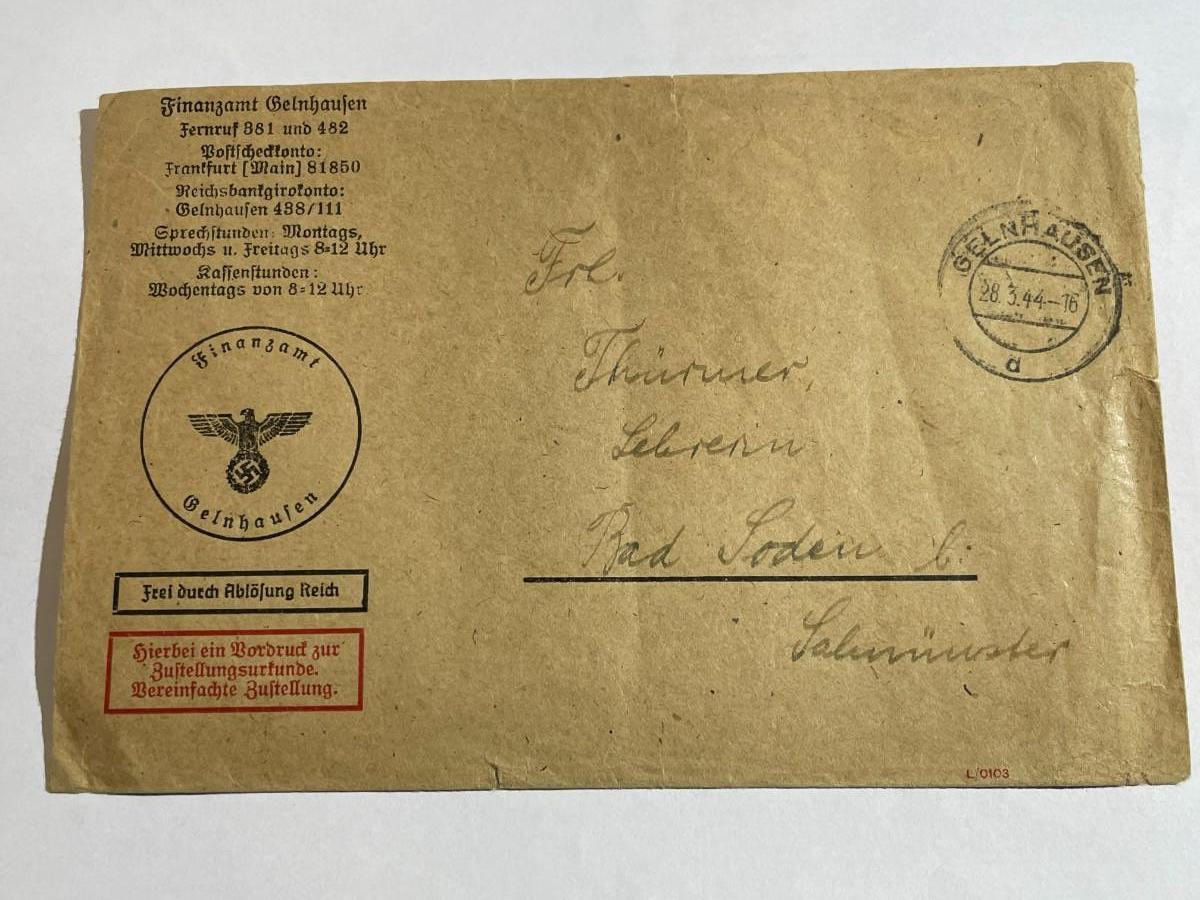 Finanzamt Gelnhausen
Fernruf 381 und 482
Postscheckkonto:
Frankfurt [Main] 81850
Reichsbankgirokonto:
Gelnhausen 438/111
Sprechstunden: Montags,
Mittwochs u. Freitags 8-12 Uhr
Kassenstunden:
Wochentags von 8-12 Uhr
GELNHAUSEN
28.3.44-16
d
Finanzamt
Gelnhausen
Frl.
Thürmer,
Lehrerin
Bad Soden b.
Salmünster
Frei durch Ablösung Reich
Hierbei ein Vordruck zur
Zustellungsurkunde.
Vereinfachte Zustellung.
L/0103